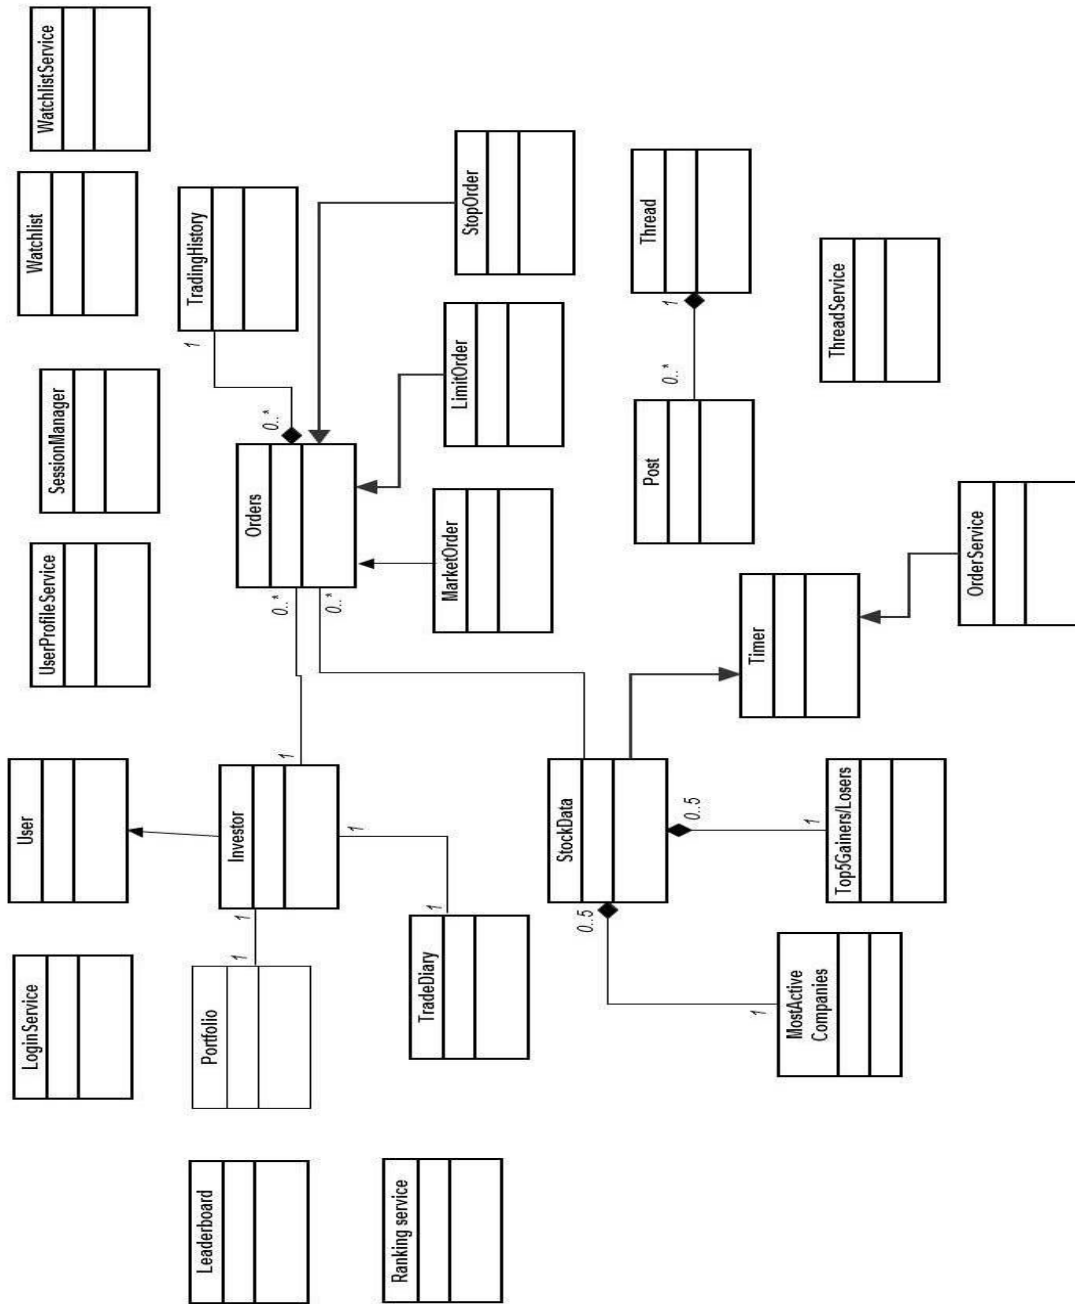 LoginService
User
UserProfileService
SessionManager
Watchlist
WatchlistService
Leaderboard
Portfolio
1
1
Investor
1
0..*
Orders
0..*
1
TradingHistory
1
0..*
Ranking service
1
TradeDiary
MarketOrder
LimitOrder
StopOrder
StockData
0..5
0..5
Post
0..*
1
Thread
Timer
1
MostActive
Companies
1
Top5Gainers/Losers
ThreadService
OrderService